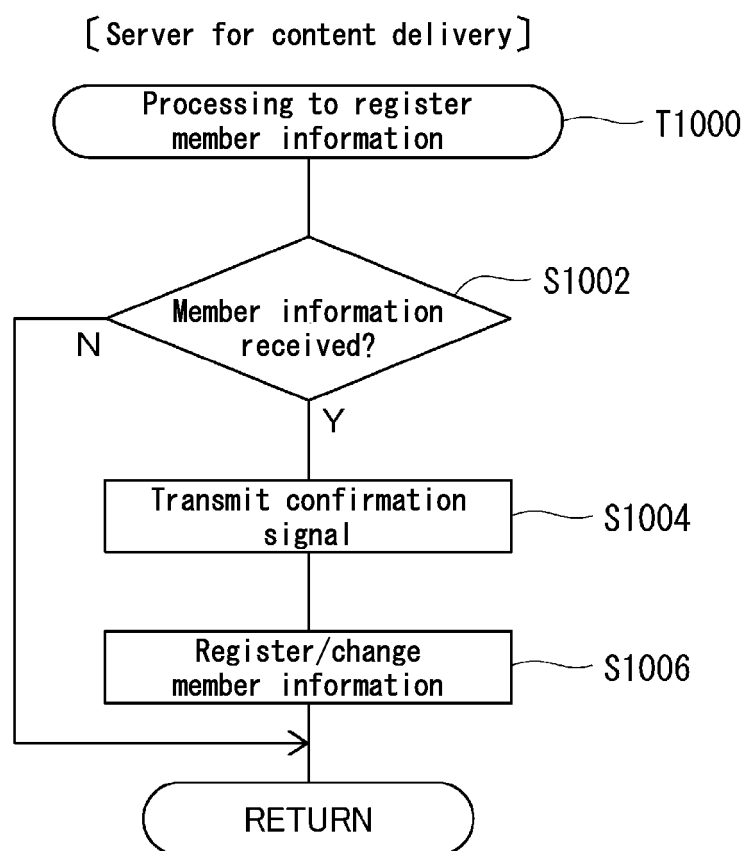 [Server for content delivery]
Processing to register
member information
T1000
S1002
Member information
received?
N
Y
Transmit confirmation
signal
S1004
Register/change
member information
S1006
RETURN